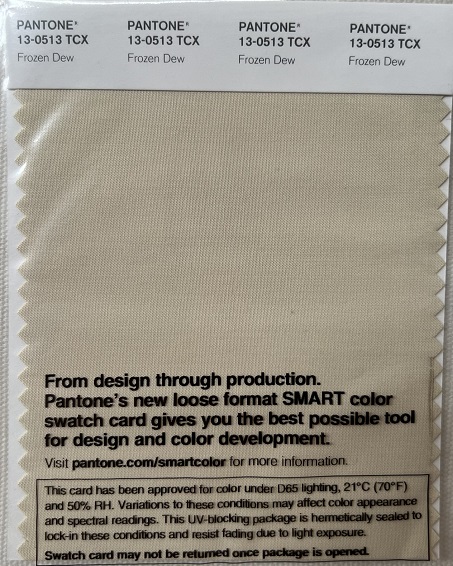 PANTONE® PANTONE® PANTONE® PANTONE®
13-0513 TCX 13-0513 TCX 13-0513 TCX 13-0513 TCX
Frozen Dew Frozen Dew Frozen Dew Frozen Dew
From design through production.
Pantone's new loose format SMART color
swatch card gives you the best possible tool
for design and color development.
Visit pantone.com/smartcolor for more information.
This card has been approved for color under D65 lighting, 21°C (70°F)
and 50% RH. Variations to these conditions may affect color appearance
and spectral readings. This UV-blocking package is hermetically sealed to
lock-in these conditions and resist fading due to light exposure.
Swatch card may not be returned once package is opened.